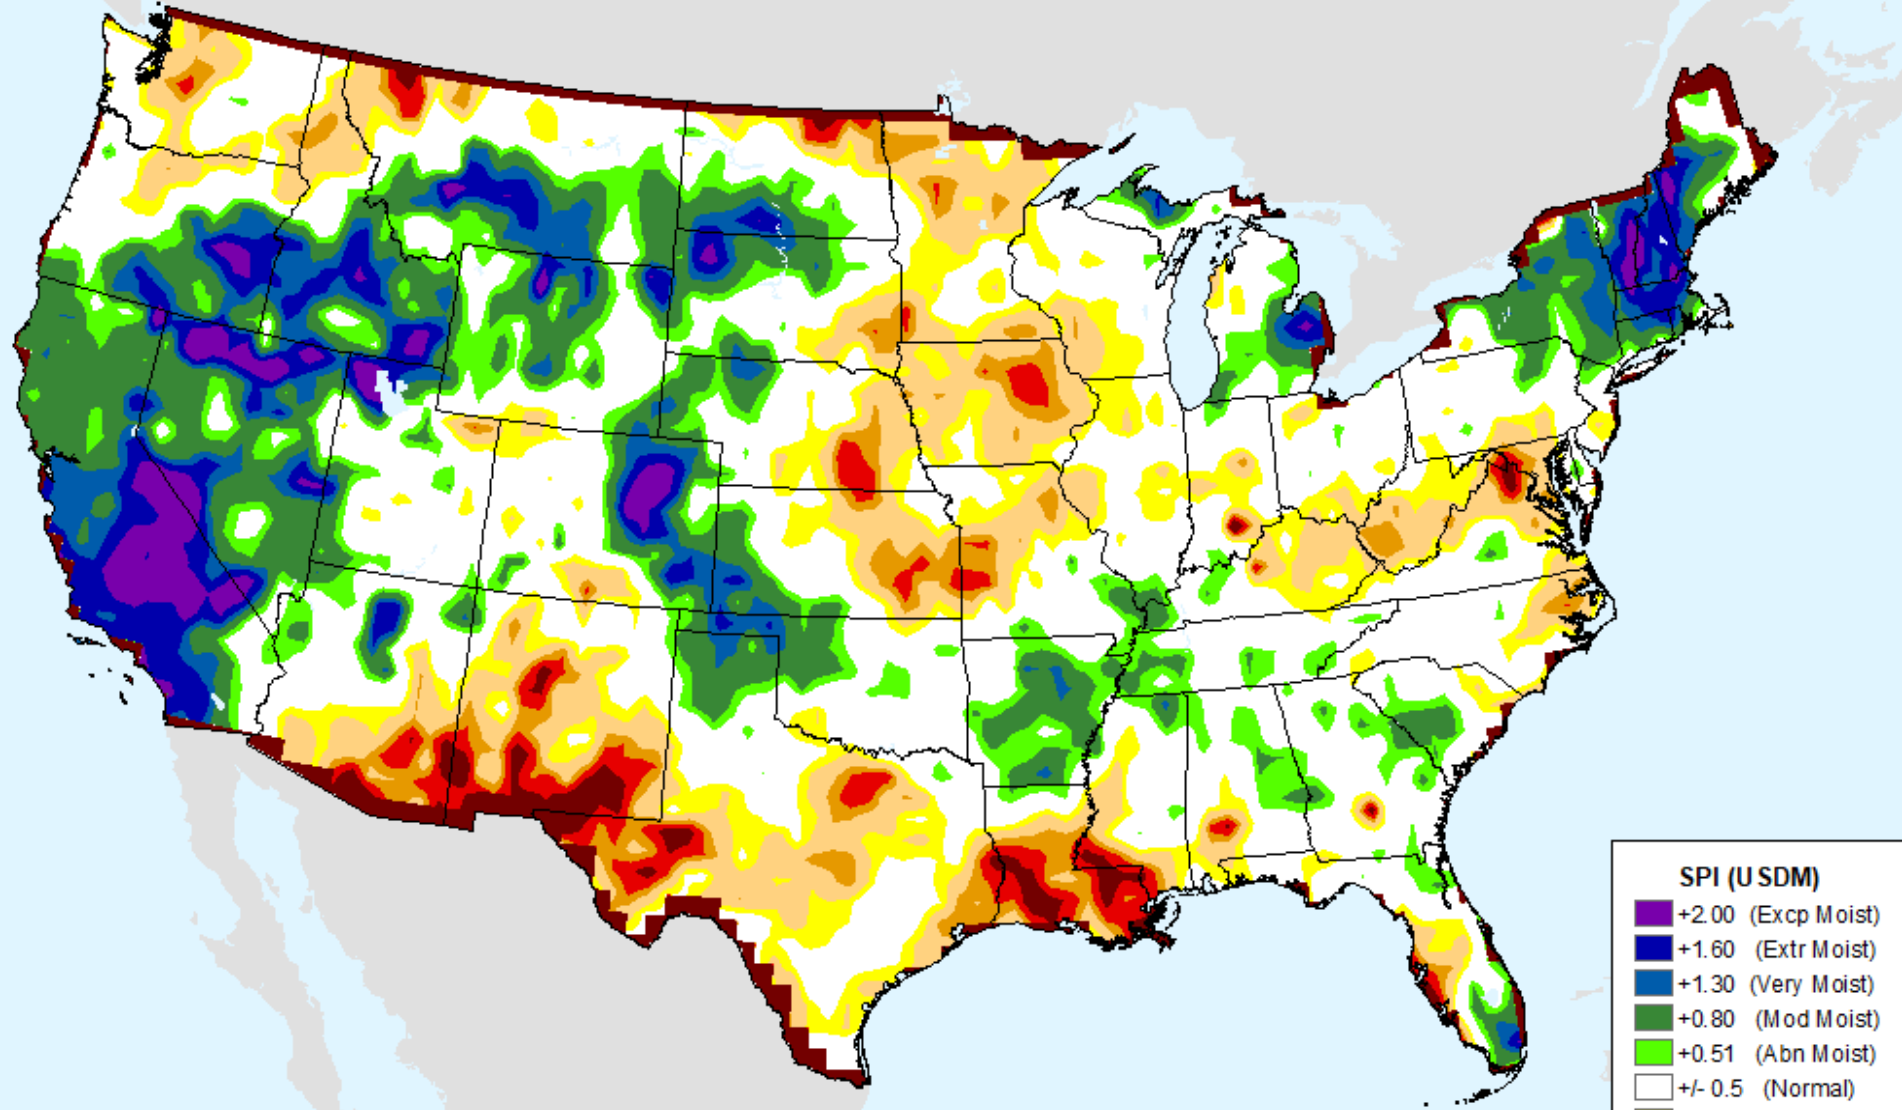 SPI (USDM)
+2.00 (Excp Moist)
+1.60 (Extr Moist)
+1.30 (Very Moist)
+0.80 (Mod Moist)
+0.51 (Abn Moist)
+/- 0.5 (Normal)